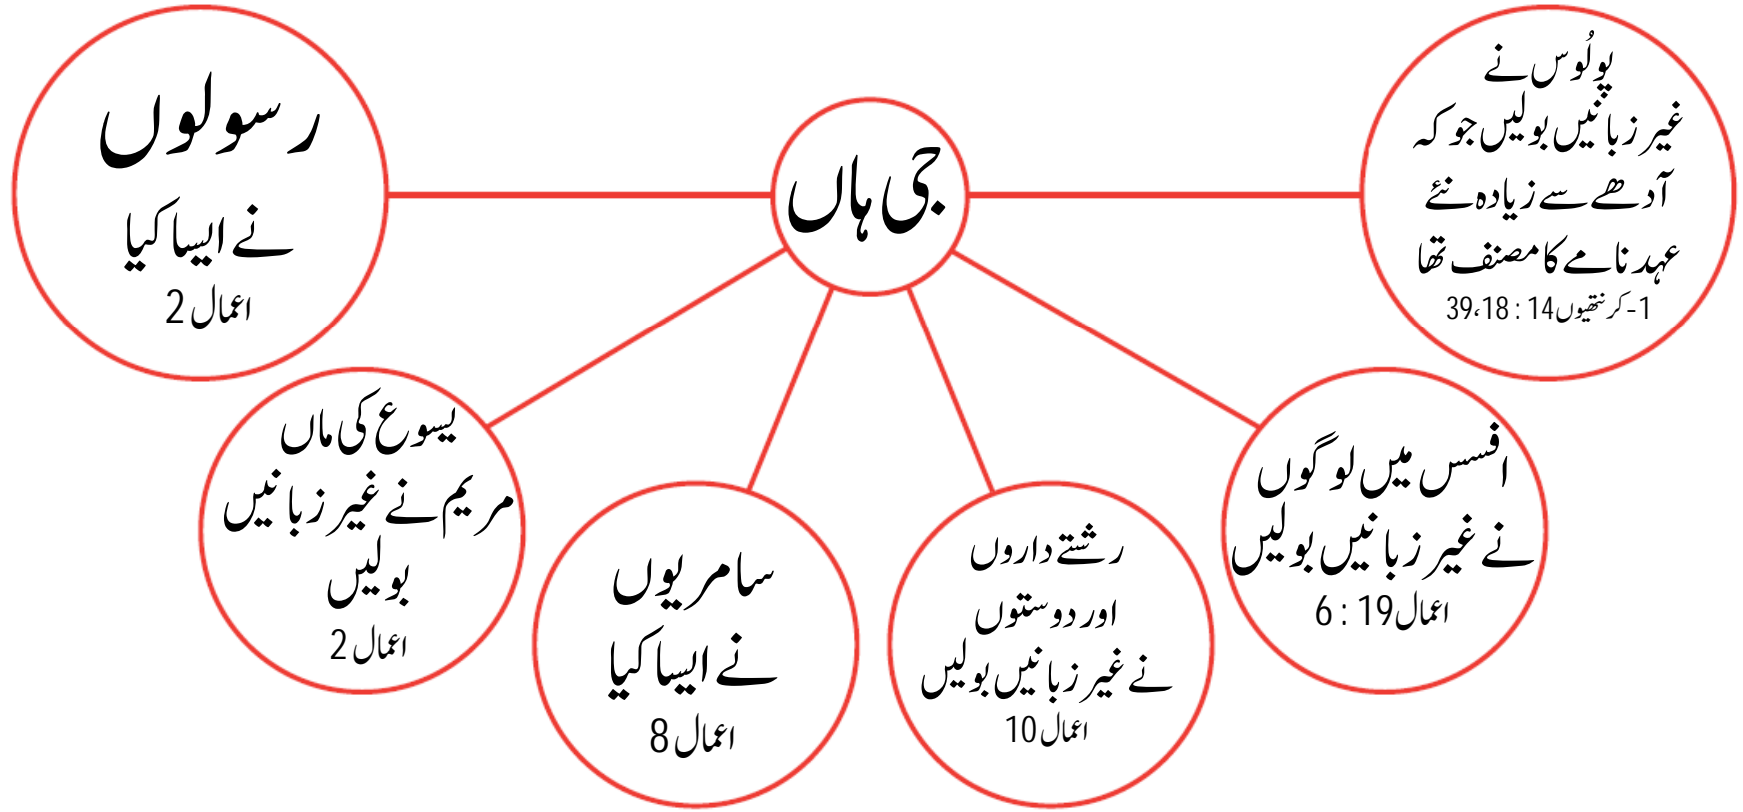 جی ہاں
پولُوس نے
غیر زبانیں بولیں جو کہ
آدھے سے زیادہ نئے
عہد نامے کا مصنف تھا
1-کرنتھیوں 14 : 18،39
افسس میں لوگوں
نے غیر زبانیں بولیں
اعمال 19 : 6
رشتے داروں
اور دوستوں
نے غیر زبانیں بولیں
اعمال 10
سامریوں
نے ایسا کیا
اعمال 8
یسوع کی ماں
مریم نے غیر زبانیں
بولیں
اعمال 2
رسولوں
نے ایسا کیا
اعمال 2